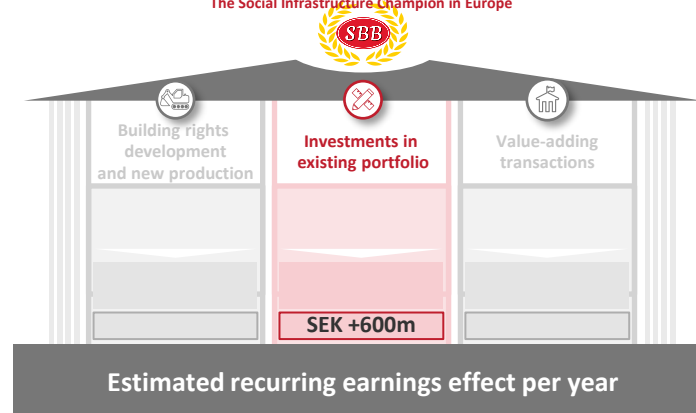 The Social Infrastructure Champion in Europe
SBB
Building rights
development
and new production
Investments in
existing portfolio
Value-adding
transactions
SEK +600m
Estimated recurring earnings effect per year